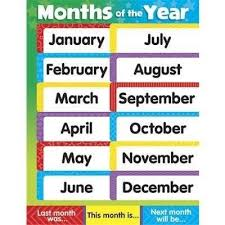 Months of the Year
January
July
February
August
March
September
April
October
May
November
June
December
Last month was...
This month is...
Next month will be...